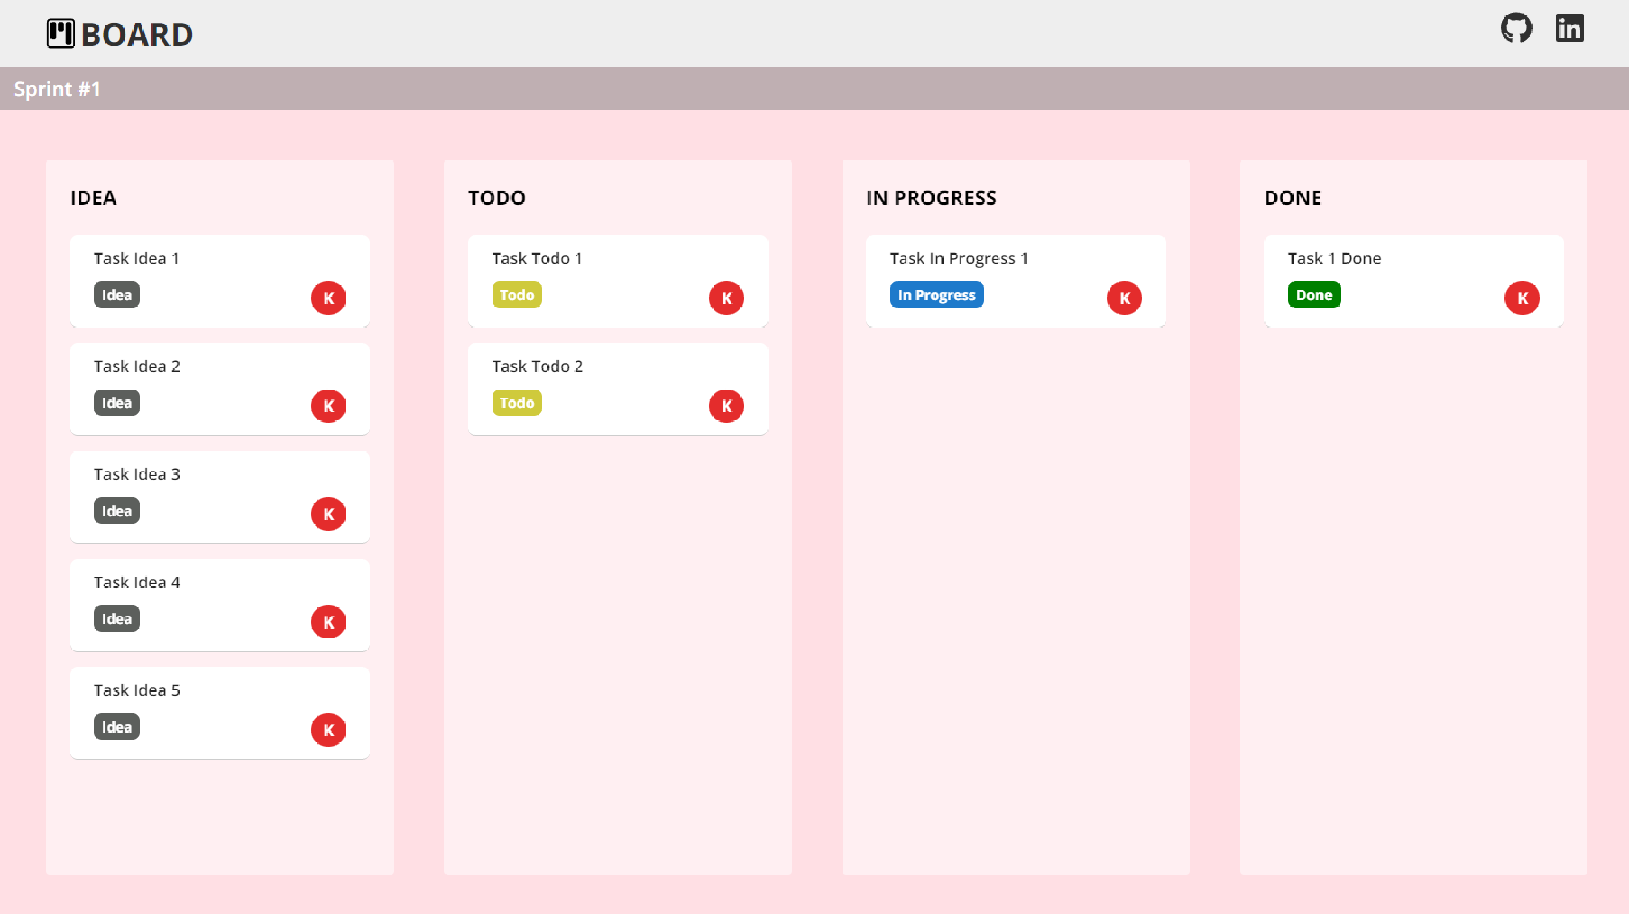 BOARD
Sprint #1
IDEA
Task Idea 1
Idea
K
Task Idea 2
Idea
K
Task Idea 3
Idea
K
Task Idea 4
Idea
K
Task Idea 5
Idea
K
TODO
Task Todo 1
Todo
K
Task Todo 2
Todo
K
IN PROGRESS
Task In Progress 1
In Progress
K
DONE
Task 1 Done
Done
K